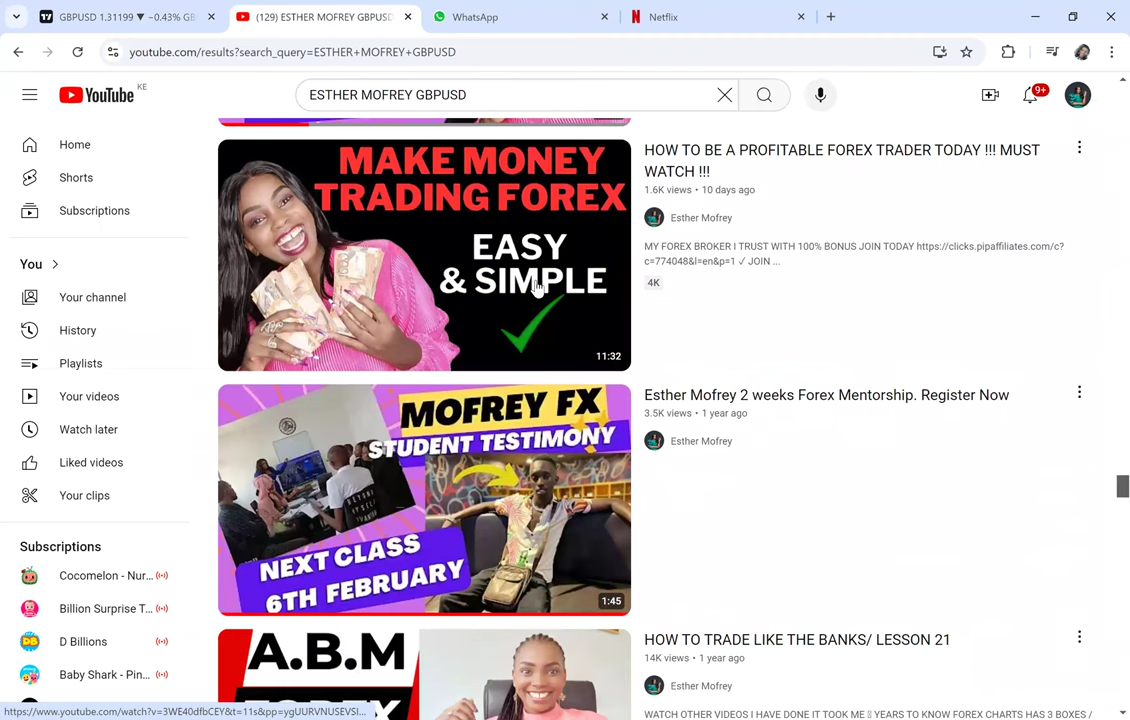 GBPUSD 1.31199 ▼ −0.43% G
(129) ESTHER MOFREY GBPUSD
WhatsApp
Netflix
youtube.com/results?search_query=ESTHER+MOFREY+GBPUSD
YouTube KE
ESTHER MOFREY GBPUSD
9+
Home
Shorts
Subscriptions
You
Your channel
History
Playlists
Your videos
Watch later
Liked videos
Your clips
Subscriptions
Cocomelon - Nur...
Billion Surprise T...
D Billions
Baby Shark - Pin...
MAKE MONEY
TRADING FOREX
EASY
& SIMPLE
11:32
HOW TO BE A PROFITABLE FOREX TRADER TODAY !!! MUST
WATCH !!!
1.6K views • 10 days ago
Esther Mofrey
MY FOREX BROKER I TRUST WITH 100% BONUS JOIN TODAY https://clicks.pipaffiliates.com/c?
c=774048&l=en&p=1 ✓ JOIN ...
4K
MOFREY FX
STUDENT TESTIMONY
NEXT CLASS
6TH FEBRUARY
1:45
Esther Mofrey 2 weeks Forex Mentorship. Register Now
3.5K views • 1 year ago
Esther Mofrey
A.B.M
HOW TO TRADE LIKE THE BANKS/ LESSON 21
14K views • 1 year ago
Esther Mofrey
WATCH OTHER VIDEOS I HAVE DONE IT TOOK ME YEARS TO KNOW FOREX CHARTS HAS 3 BOXES /
https://www.youtube.com/watch?v=3WE40dfbCEY&t=11s&pp=ygUURVNUSEVSI...